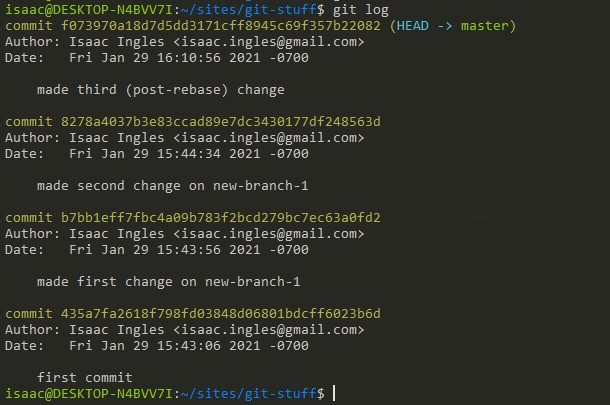 isaac@DESKTOP-N4BVV7I:~/sites/git-stuff$ git log
commit f073970a18d7d5dd3171cff8945c69f357b22082 (HEAD -> master)
Author: Isaac Ingles <isaac.ingles@gmail.com>
Date:   Fri Jan 29 16:10:56 2021 -0700
    made third (post-rebase) change
commit 8278a4037b3e83ccad89e7dc3430177df248563d
Author: Isaac Ingles <isaac.ingles@gmail.com>
Date:   Fri Jan 29 15:44:34 2021 -0700
    made second change on new-branch-1
commit b7bb1eff7fbc4a09b783f2bcd279bc7ec63a0fd2
Author: Isaac Ingles <isaac.ingles@gmail.com>
Date:   Fri Jan 29 15:43:56 2021 -0700
    made first change on new-branch-1
commit 435a7fa2618f798fd03848d06801bdcff6023b6d
Author: Isaac Ingles <isaac.ingles@gmail.com>
Date:   Fri Jan 29 15:43:06 2021 -0700
    first commit
isaac@DESKTOP-N4BVV7I:~/sites/git-stuff$